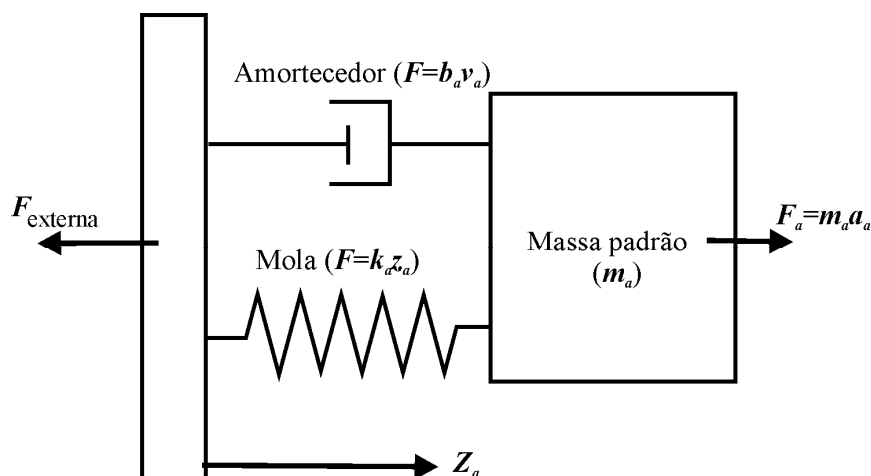 Amortecedor (F=bₐvₐ)
Fexterna
Fₐ=mₐaₐ
Massa padrão
(mₐ)
Mola (F=kₐzₐ)
Zₐ